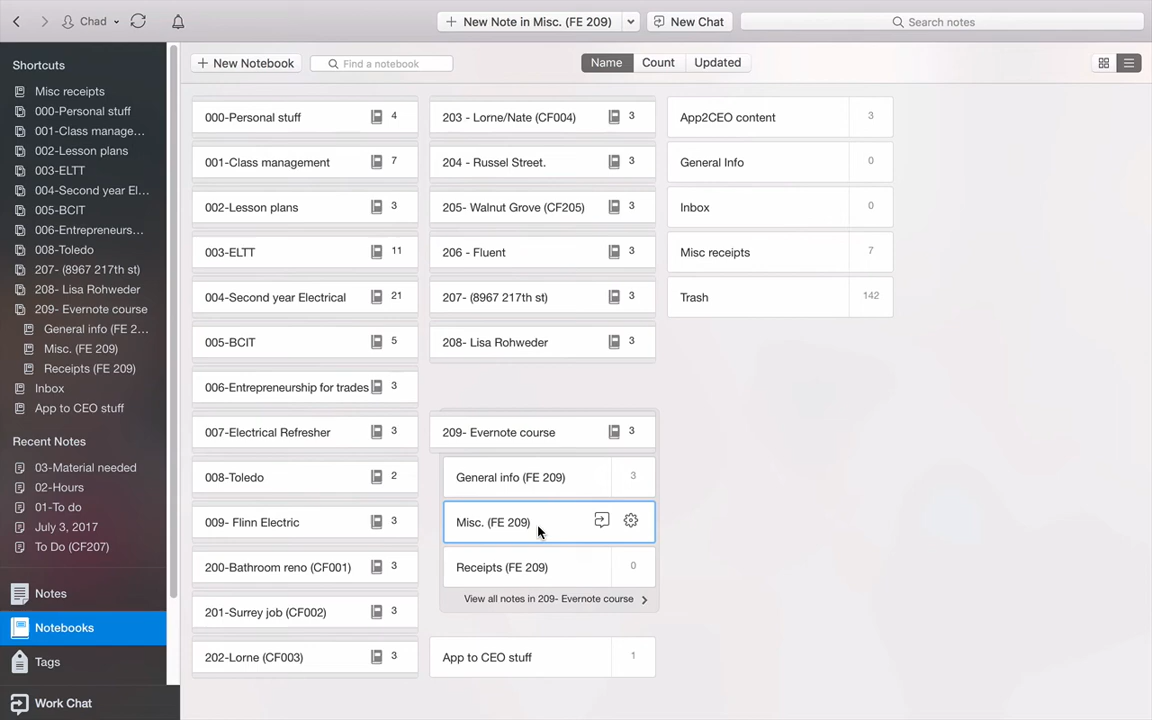 Chad
New Note in Misc. (FE 209)
New Chat
Search notes
Shortcuts
Misc receipts
000-Personal stuff
001-Class manage...
002-Lesson plans
003-ELTT
004-Second year El...
005-BCIT
006-Entrepreneurs...
008-Toledo
207- (8967 217th st)
208- Lisa Rohweder
209- Evernote course
General info (FE 2...
Misc. (FE 209)
Receipts (FE 209)
Inbox
App to CEO stuff
Recent Notes
03-Material needed
02-Hours
01-To do
July 3, 2017
To Do (CF207)
Notes
Notebooks
Tags
Work Chat
New Notebook
Find a notebook
Name
Count
Updated
000-Personal stuff 4
001-Class management 7
002-Lesson plans 3
003-ELTT 11
004-Second year Electrical 21
005-BCIT 5
006-Entrepreneurship for trades 3
007-Electrical Refresher 3
008-Toledo 2
009- Flinn Electric 3
200-Bathroom reno (CF001) 3
201-Surrey job (CF002) 3
202-Lorne (CF003) 3
203 - Lorne/Nate (CF004) 3
204 - Russel Street. 3
205- Walnut Grove (CF205) 3
206 - Fluent 3
207- (8967 217th st) 3
208- Lisa Rohweder 3
209- Evernote course 3
General info (FE 209) 3
Misc. (FE 209)
Receipts (FE 209) 0
View all notes in 209- Evernote course
App to CEO stuff 1
App2CEO content 3
General Info 0
Inbox 0
Misc receipts 7
Trash 142